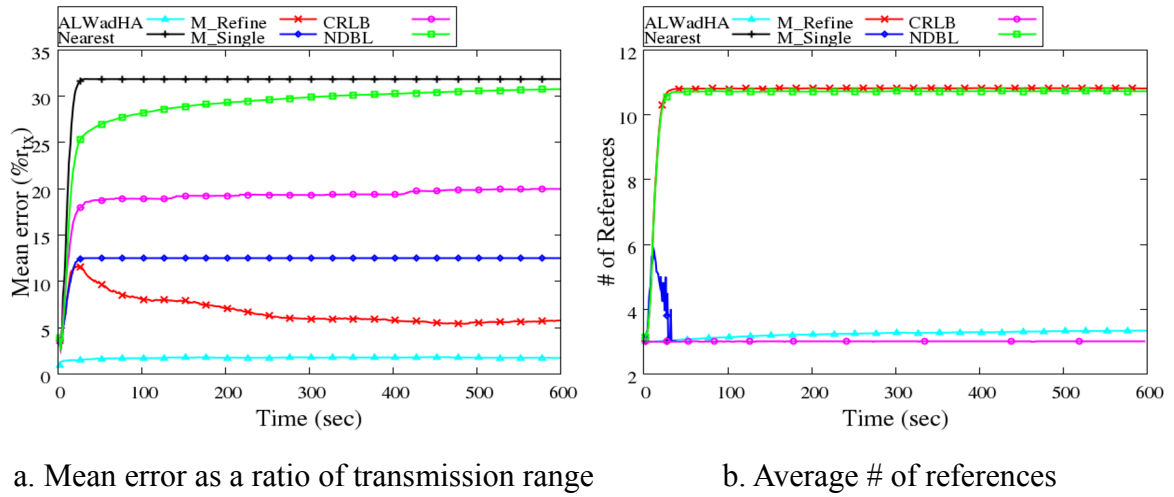 ALWadHA M_Refine CRLB
Nearest M_Single NDBL
35
30
25
20
15
10
5
0
Mean error (%r_tx)
0 100 200 300 400 500 600
Time (sec)
a. Mean error as a ratio of transmission range
ALWadHA M_Refine CRLB
Nearest M_Single NDBL
12
10
8
6
4
2
# of References
0 100 200 300 400 500 600
Time (sec)
b. Average # of references